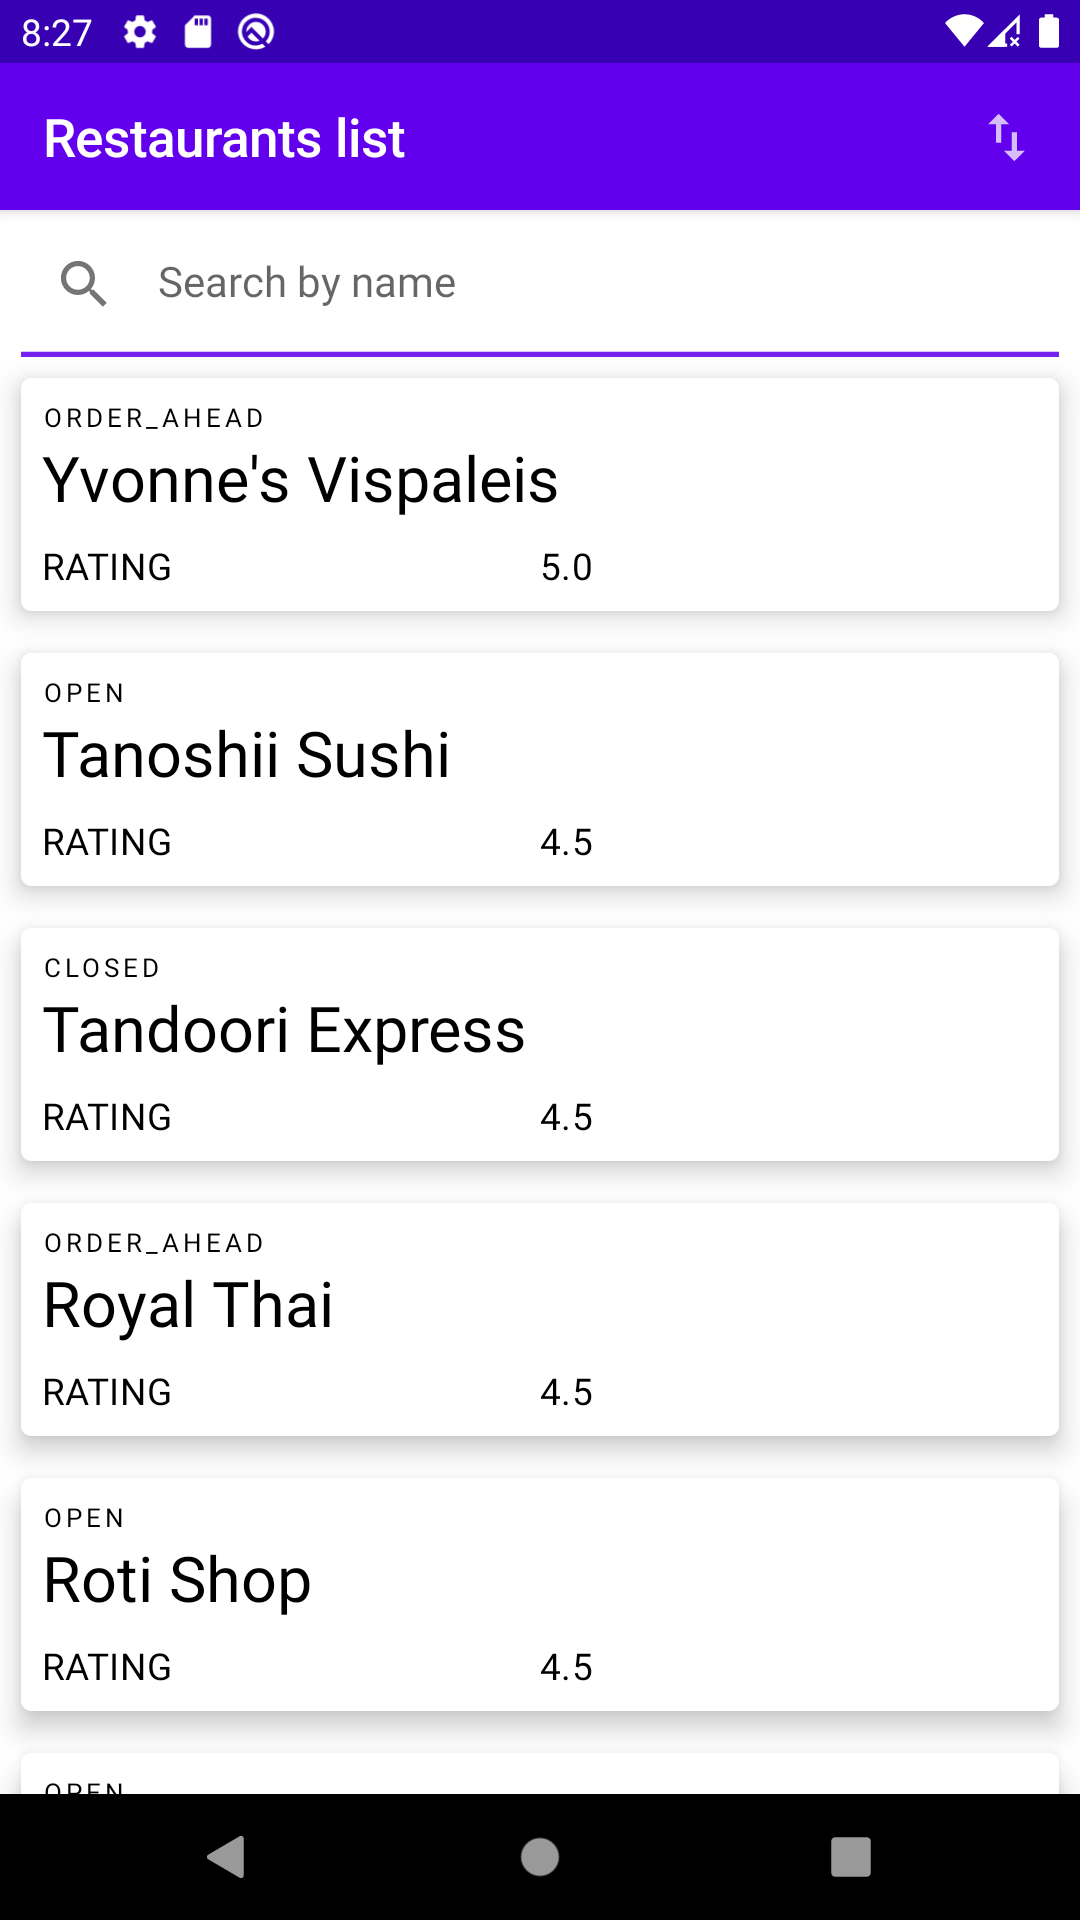 8:27
Restaurants list
Search by name
ORDER_AHEAD
Yvonne's Vispaleis
RATING 5.0
OPEN
Tanoshii Sushi
RATING 4.5
CLOSED
Tandoori Express
RATING 4.5
ORDER_AHEAD
Royal Thai
RATING 4.5
OPEN
Roti Shop
RATING 4.5
OPEN